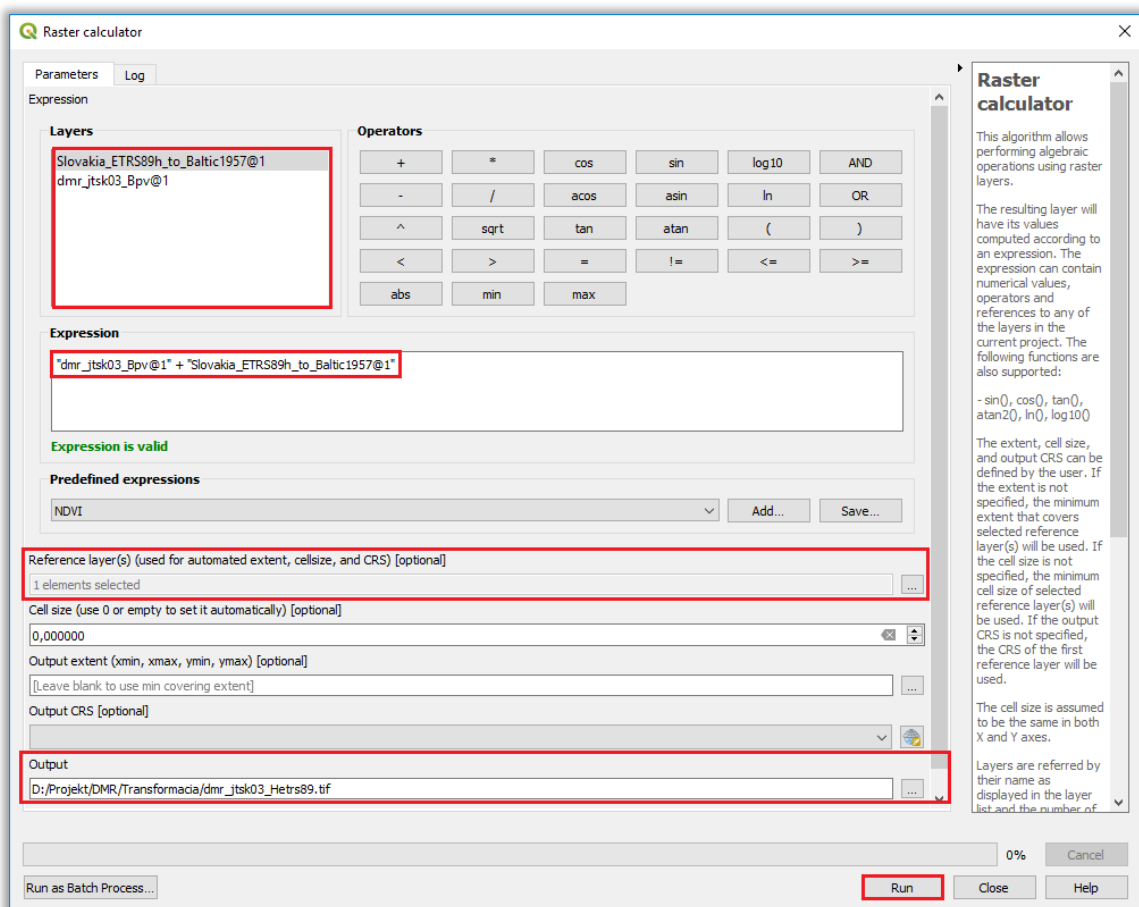 Raster calculator
Parameters
Log
Expression
Layers
Slovakia_ETRS89h_to_Baltic1957@1
dmr_jtsk03_Bpv@1
Operators
+ * cos sin log10 AND
- / acos asin ln OR
^ sqrt tan atan ( )
< > = != <= >=
abs min max
Expression
"dmr_jtsk03_Bpv@1" + "Slovakia_ETRS89h_to_Baltic1957@1"
Expression is valid
Predefined expressions
NDVI
Add...
Save...
Reference layer(s) (used for automated extent, cellsize, and CRS) [optional]
1 elements selected
...
Cell size (use 0 or empty to set it automatically) [optional]
0,000000
Output extent (xmin, xmax, ymin, ymax) [optional]
[Leave blank to use min covering extent]
...
Output CRS [optional]
Output
D:/Projekt/DMR/Transformacia/dmr_jtsk03_Hetrs89.tif
...
Raster
calculator
This algorithm allows
performing algebraic
operations using raster
layers.
The resulting layer will
have its values
computed according to
an expression. The
expression can contain
numerical values,
operators and
references to any of
the layers in the
current project. The
following functions are
also supported:
- sin(), cos(), tan(),
atan2(), ln(), log10()
The extent, cell size,
and output CRS can be
defined by the user. If
the extent is not
specified, the minimum
extent that covers
selected reference
layer(s) will be used. If
the cell size is not
specified, the minimum
cell size of selected
reference layer(s) will
be used. If the output
CRS is not specified,
the CRS of the first
reference layer will be
used.
The cell size is assumed
to be the same in both
X and Y axes.
Layers are referred by
their name as
displayed in the layer
list and the number of
0%
Cancel
Run as Batch Process...
Run
Close
Help